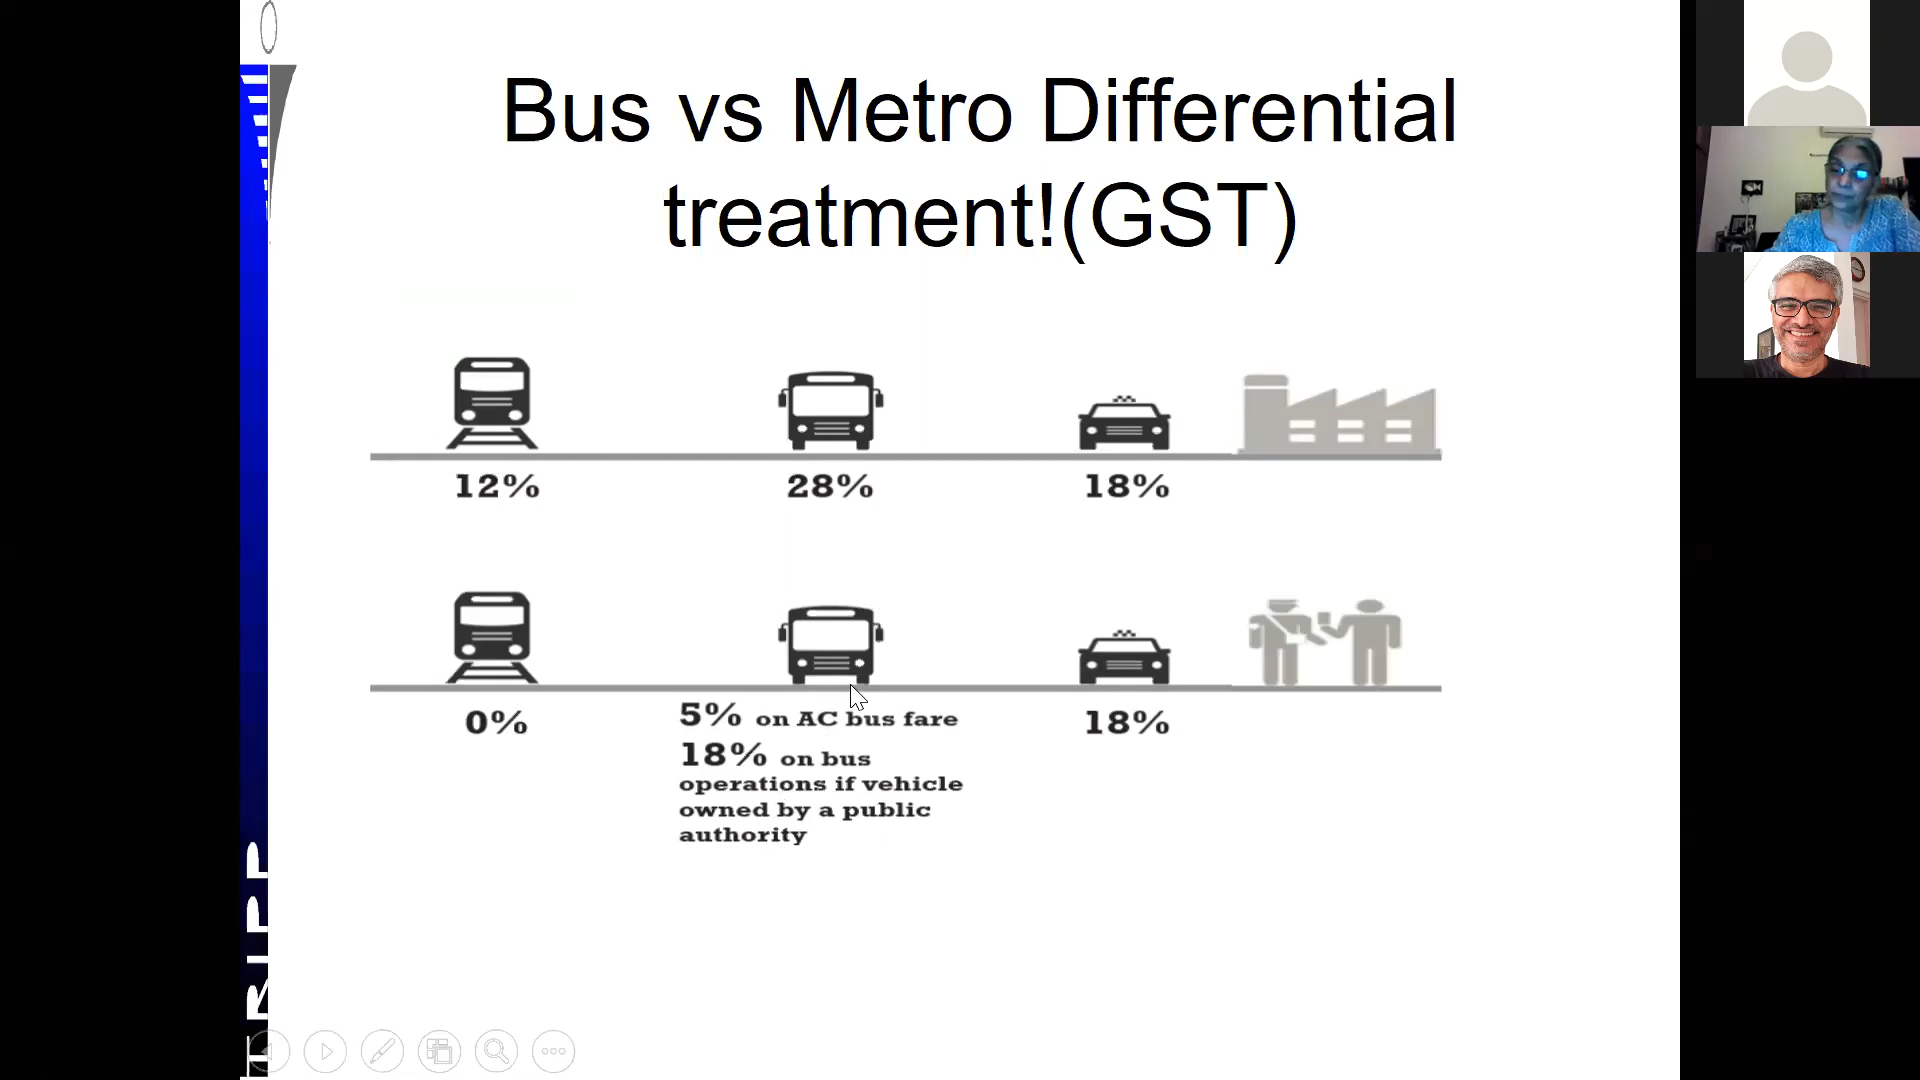 Bus vs Metro Differential
treatment!(GST)
12%
28%
18%
0%
5% on AC bus fare
18% on bus
operations if vehicle
owned by a public
authority
18%
TRIPP